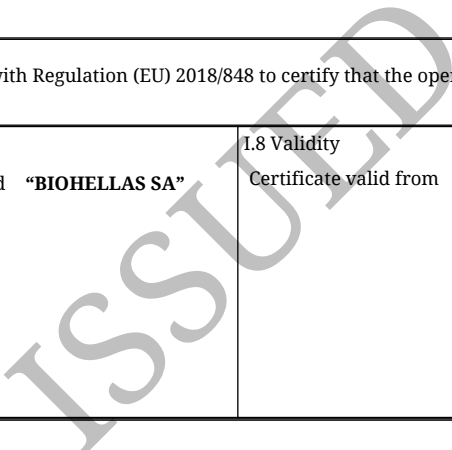 with Regulation (EU) 2018/848 to certify that the oper
“BIOHELLAS SA”
I.8 Validity
Certificate valid from
ISSUED